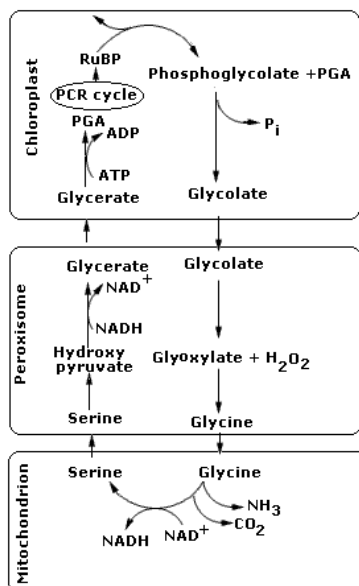 Chloroplast
RuBP
Phosphoglycolate +PGA
PCR cycle
PGA
ADP
Pi
ATP
Glycerate
Glycolate
Peroxisome
Glycerate
Glycolate
NAD+
NADH
Hydroxy
pyruvate
Glyoxylate + H2O2
Serine
Glycine
Mitochondrion
Serine
Glycine
NH3
CO2
NADH
NAD+